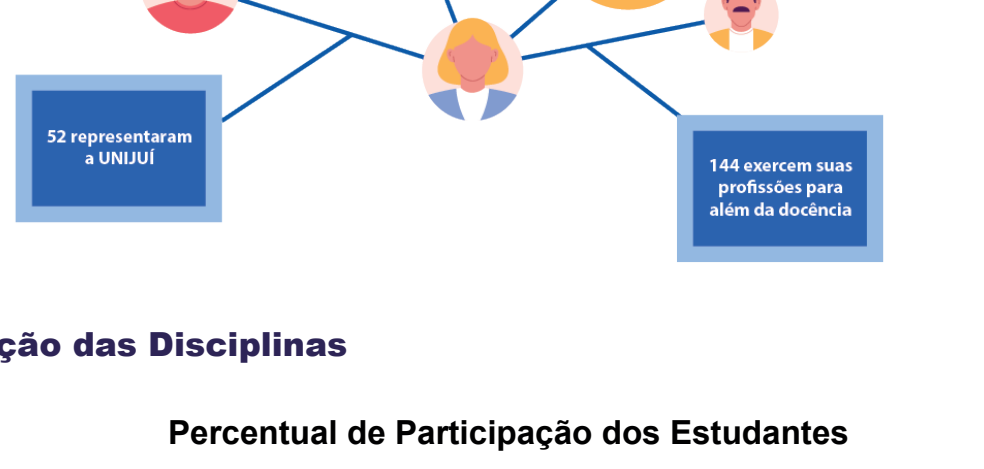 52 representaram
a UNIJUÍ
144 exercem suas
profissões para
além da docência
ção das Disciplinas
Percentual de Participação dos Estudantes